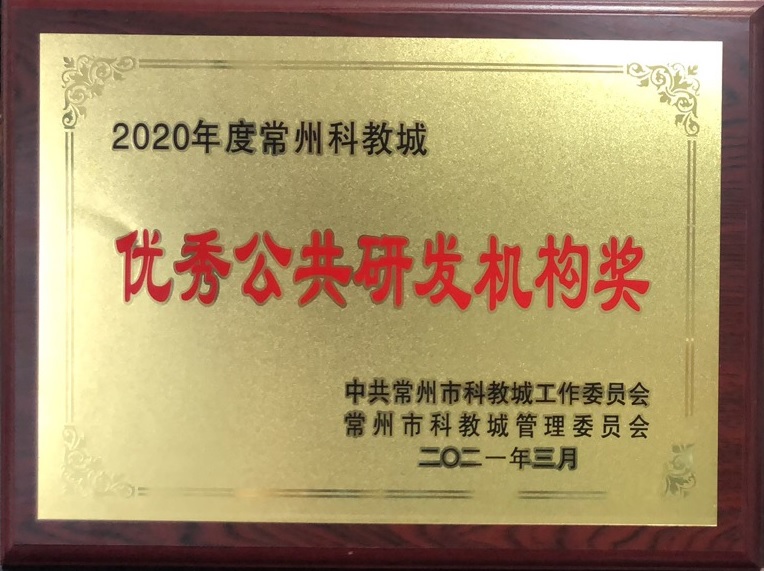 2020年度常州科教城
优秀公共研发机构奖
中共常州市科教城工作委员会
常州市科教城管理委员会
二〇二一年三月